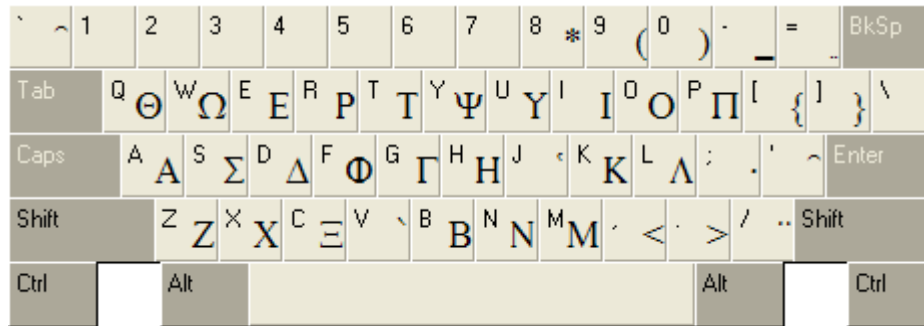 ` ⌢ 1 2 3 4 5 6 7 8 * 9 ( 0 ) - _ = .. BkSp
Tab Q Θ W Ω E Ε R Ρ T Τ Y Ψ U Υ I Ι O Ο P Π [ { ] } \
Caps A Α S Σ D Δ F Φ G Γ H Η J ʿ K Κ L Λ ; · ' ⌢ Enter
Shift Z Ζ X Χ C Ξ V ` B Β N Ν M Μ ´ < . > / ¨ Shift
Ctrl Alt Alt Ctrl